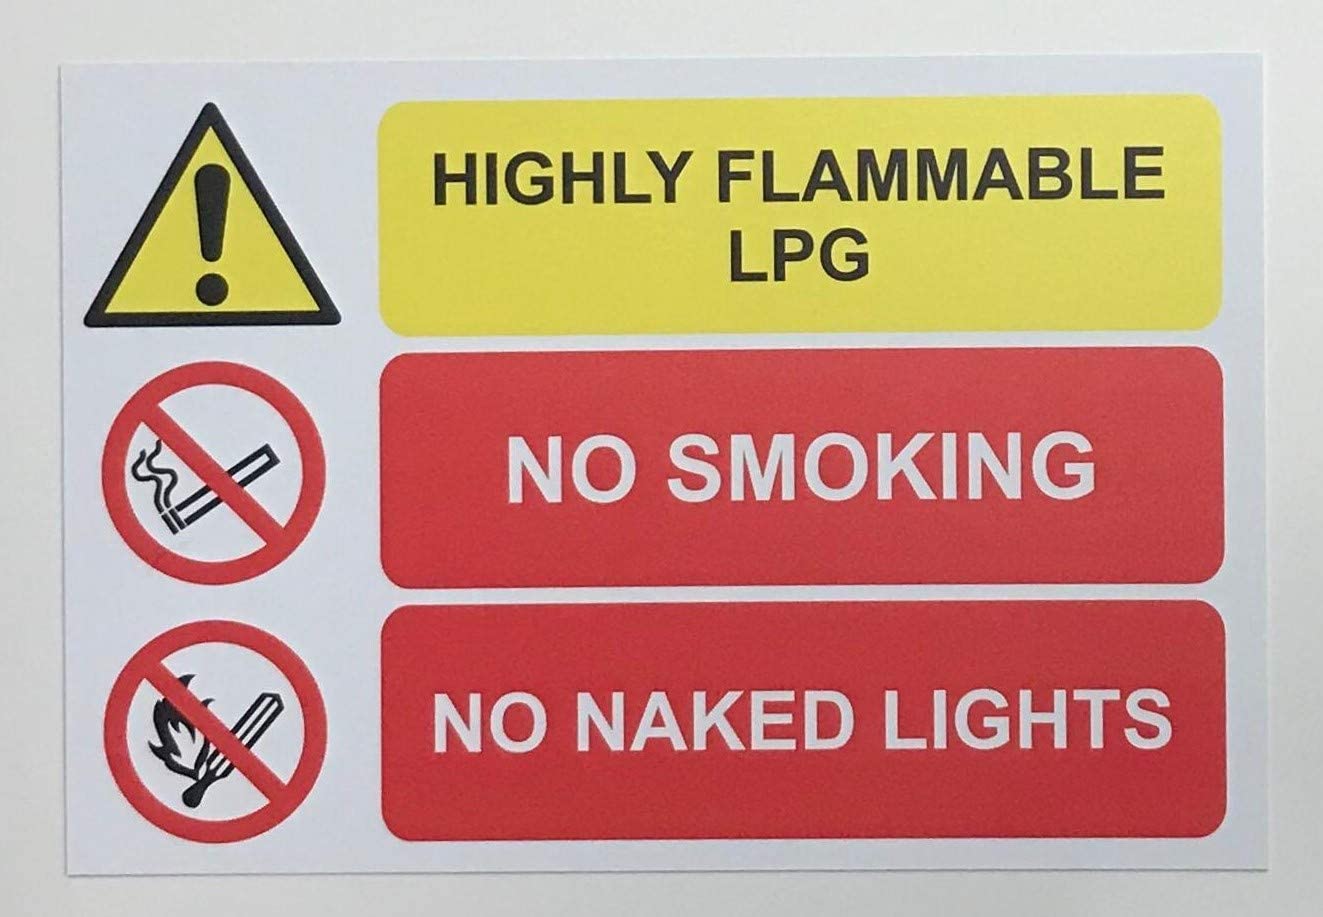 HIGHLY FLAMMABLE
LPG
NO SMOKING
NO NAKED LIGHTS